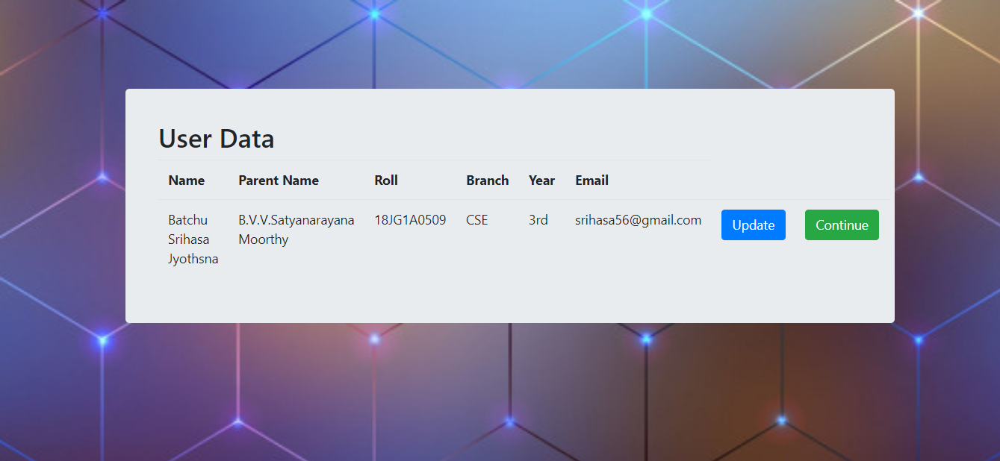 User Data
Name Parent Name Roll Branch Year Email
Batchu B.V.V.Satyanarayana 18JG1A0509 CSE 3rd srihasa56@gmail.com Update Continue
Srihasa Moorthy
Jyothsna